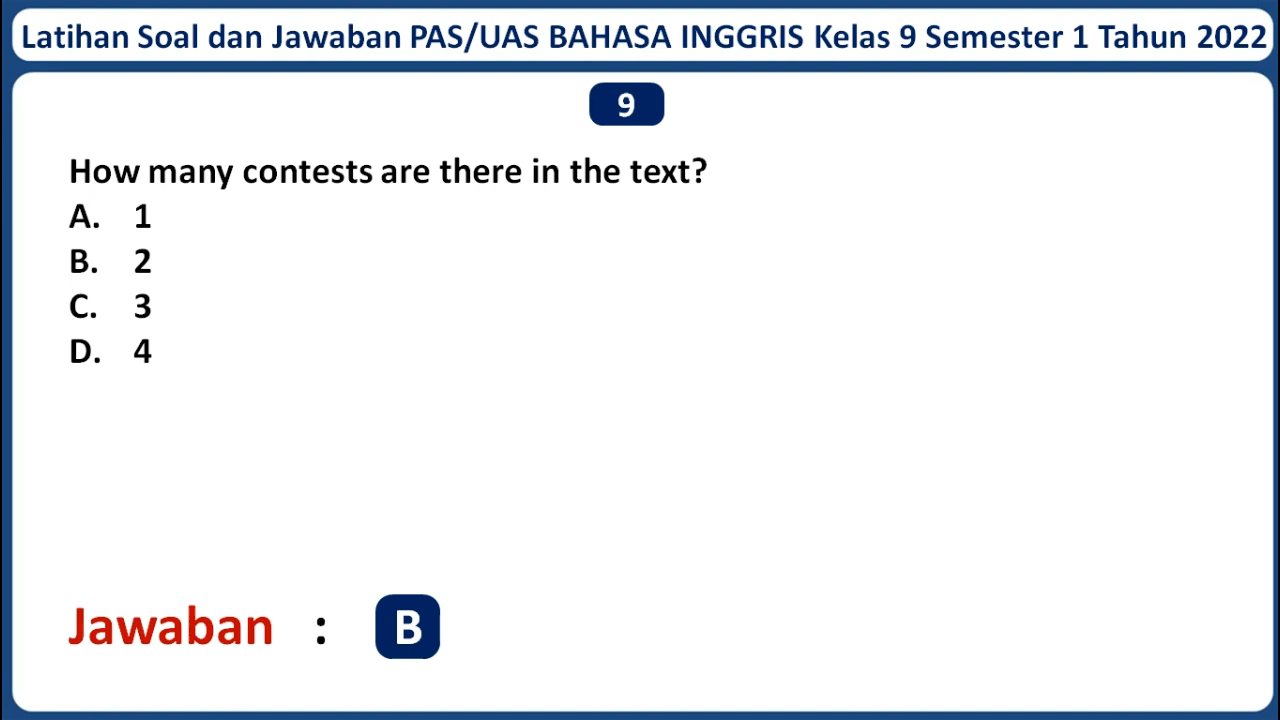 Latihan Soal dan Jawaban PAS/UAS BAHASA INGGRIS Kelas 9 Semester 1 Tahun 2022
9
How many contests are there in the text?
A. 1
B. 2
C. 3
D. 4
Jawaban : B